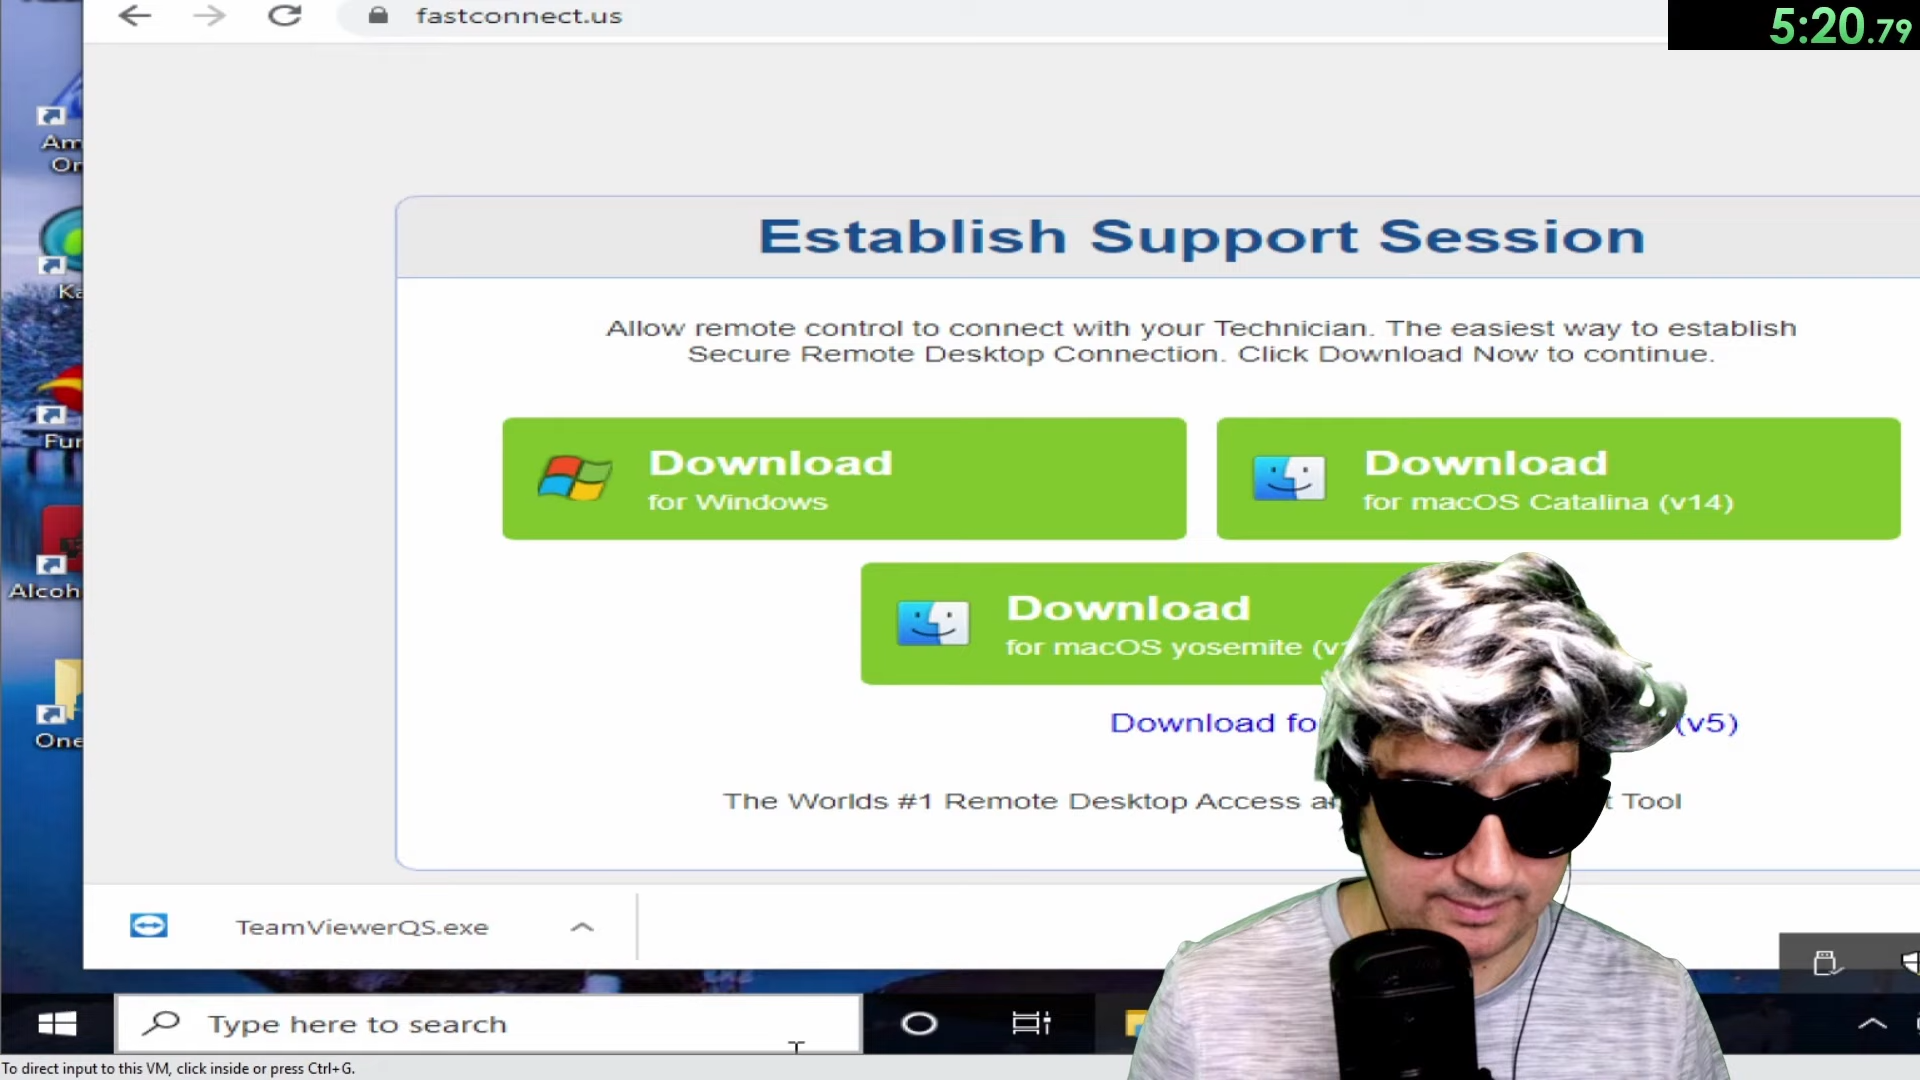 fastconnect.us
5:20.79
Establish Support Session
Allow remote control to connect with your Technician. The easiest way to establish
Secure Remote Desktop Connection. Click Download Now to continue.
Download
for Windows
Download
for macOS Catalina (v14)
Download
for macOS yosemite
Download
(v5)
The Worlds #1 Remote Desktop Access
Tool
TeamViewerQS.exe
Type here to search
To direct input to this VM, click inside or press Ctrl+G.